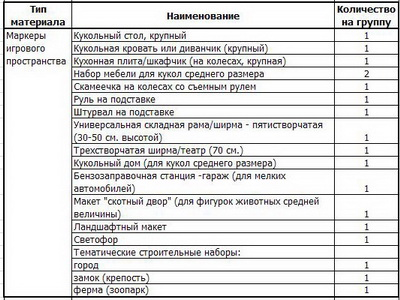 Тип материала Наименование Количество на группу
Маркеры игрового пространства Кукольный стол, крупный 1
Кукольная кровать или диванчик (крупный) 1
Кухонная плита/шкафчик (на колесах, крупная) 1
Набор мебели для кукол среднего размера 2
Скамеечка на колесах со съемным рулем 1
Руль на подставке 1
Штурвал на подставке 1
Универсальная складная рама/ширма - пятистворчатая
(30-50 см. высотой) 1
Трехстворчатая ширма/театр (70 см.) 1
Кукольный дом (для кукол среднего размера) 1
Бензозаправочная станция -гараж (для мелких
автомобилей) 1
Макет "скотный двор" (для фигурок животных средней
величины) 1
Ландшафтный макет 1
Светофор 1
Тематические строительные наборы:
город 1
замок (крепость) 1
ферма (зоопарк) 1